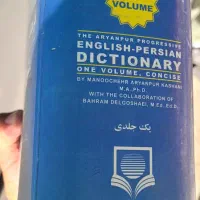 VOLUME
THE ARYANPUR PROGRESSIVE
ENGLISH-PERSIAN
DICTIONARY
ONE VOLUME, CONCISE
BY MANOOCHEHR ARYANPUR KASHANI
M.A., Ph.D.
WITH THE COLLABORATION OF
BAHRAM DELGOSHAEI, M.Ed., Ed.D.
یک جلدی